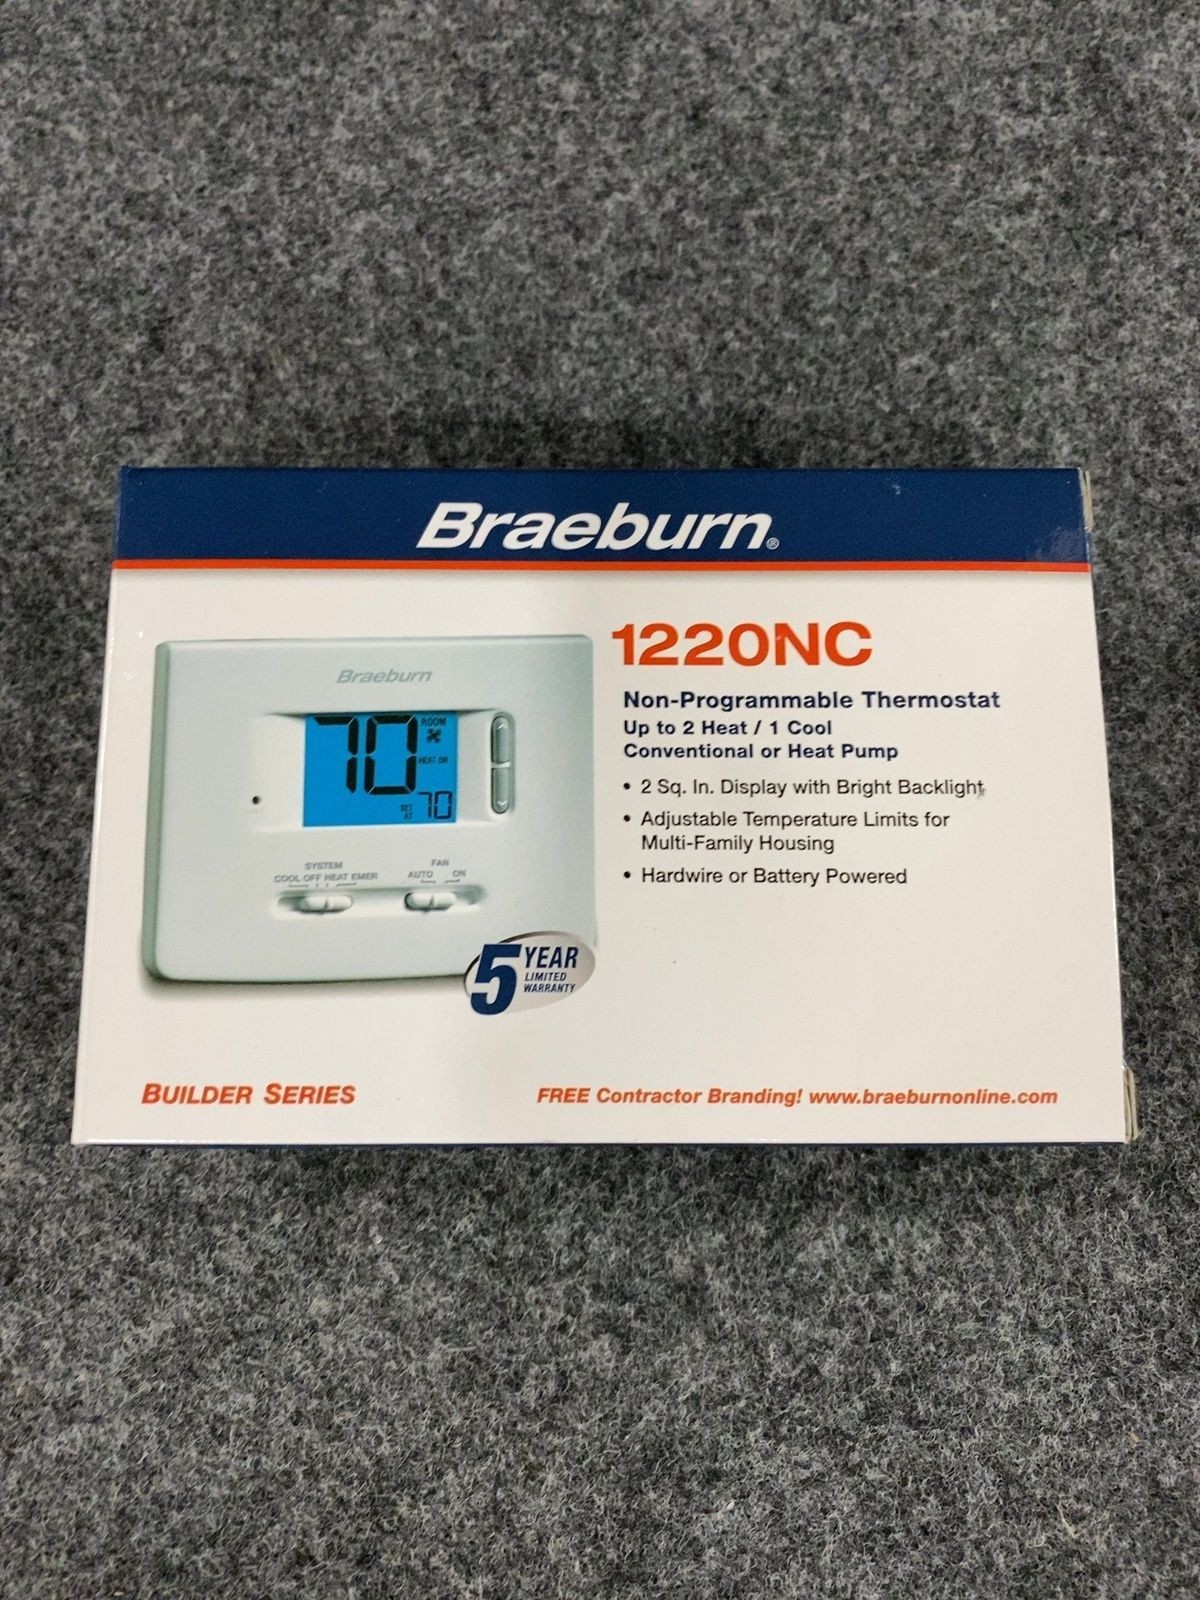 Braeburn®
1220NC
Non-Programmable Thermostat
Up to 2 Heat / 1 Cool
Conventional or Heat Pump
• 2 Sq. In. Display with Bright Backlight
• Adjustable Temperature Limits for
Multi-Family Housing
• Hardwire or Battery Powered
Braeburn
70 ROOM
HEAT ON
SET AT 70
SYSTEM
COOL OFF HEAT EMER
FAN
AUTO ON
5 YEAR
LIMITED
WARRANTY
BUILDER SERIES
FREE Contractor Branding! www.braeburnonline.com